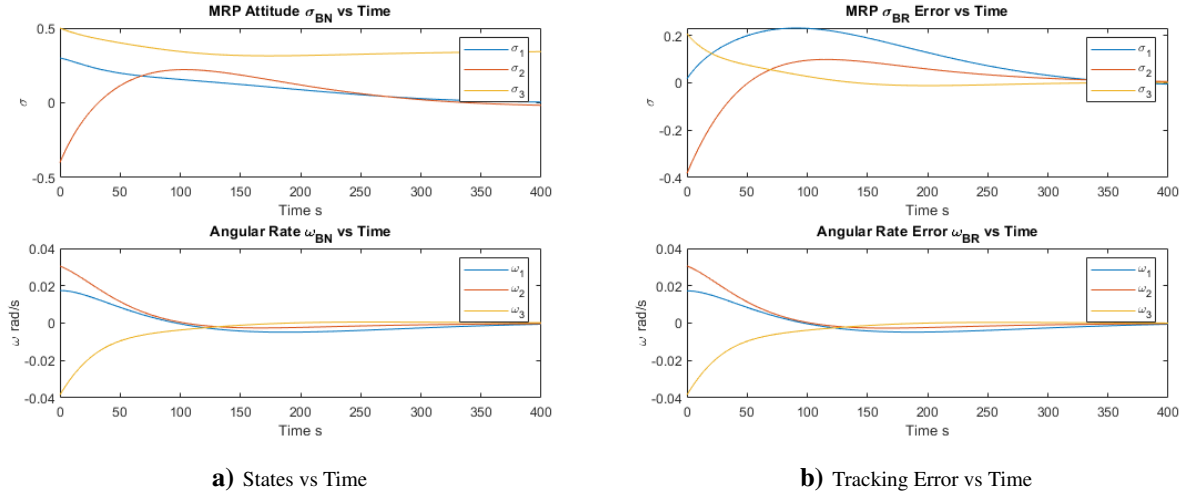 MRP Attitude σBN vs Time
0.5
0
-0.5
σ
σ1
σ2
σ3
0 50 100 150 200 250 300 350 400
Time s
Angular Rate ωBN vs Time
0.04
0.02
0
-0.02
-0.04
ω rad/s
ω1
ω2
ω3
0 50 100 150 200 250 300 350 400
Time s
a) States vs Time
MRP σBR Error vs Time
0.2
0
-0.2
-0.4
σ
σ1
σ2
σ3
0 50 100 150 200 250 300 350 400
Time s
Angular Rate Error ωBR vs Time
0.04
0.02
0
-0.02
-0.04
ω rad/s
ω1
ω2
ω3
0 50 100 150 200 250 300 350 400
Time s
b) Tracking Error vs Time